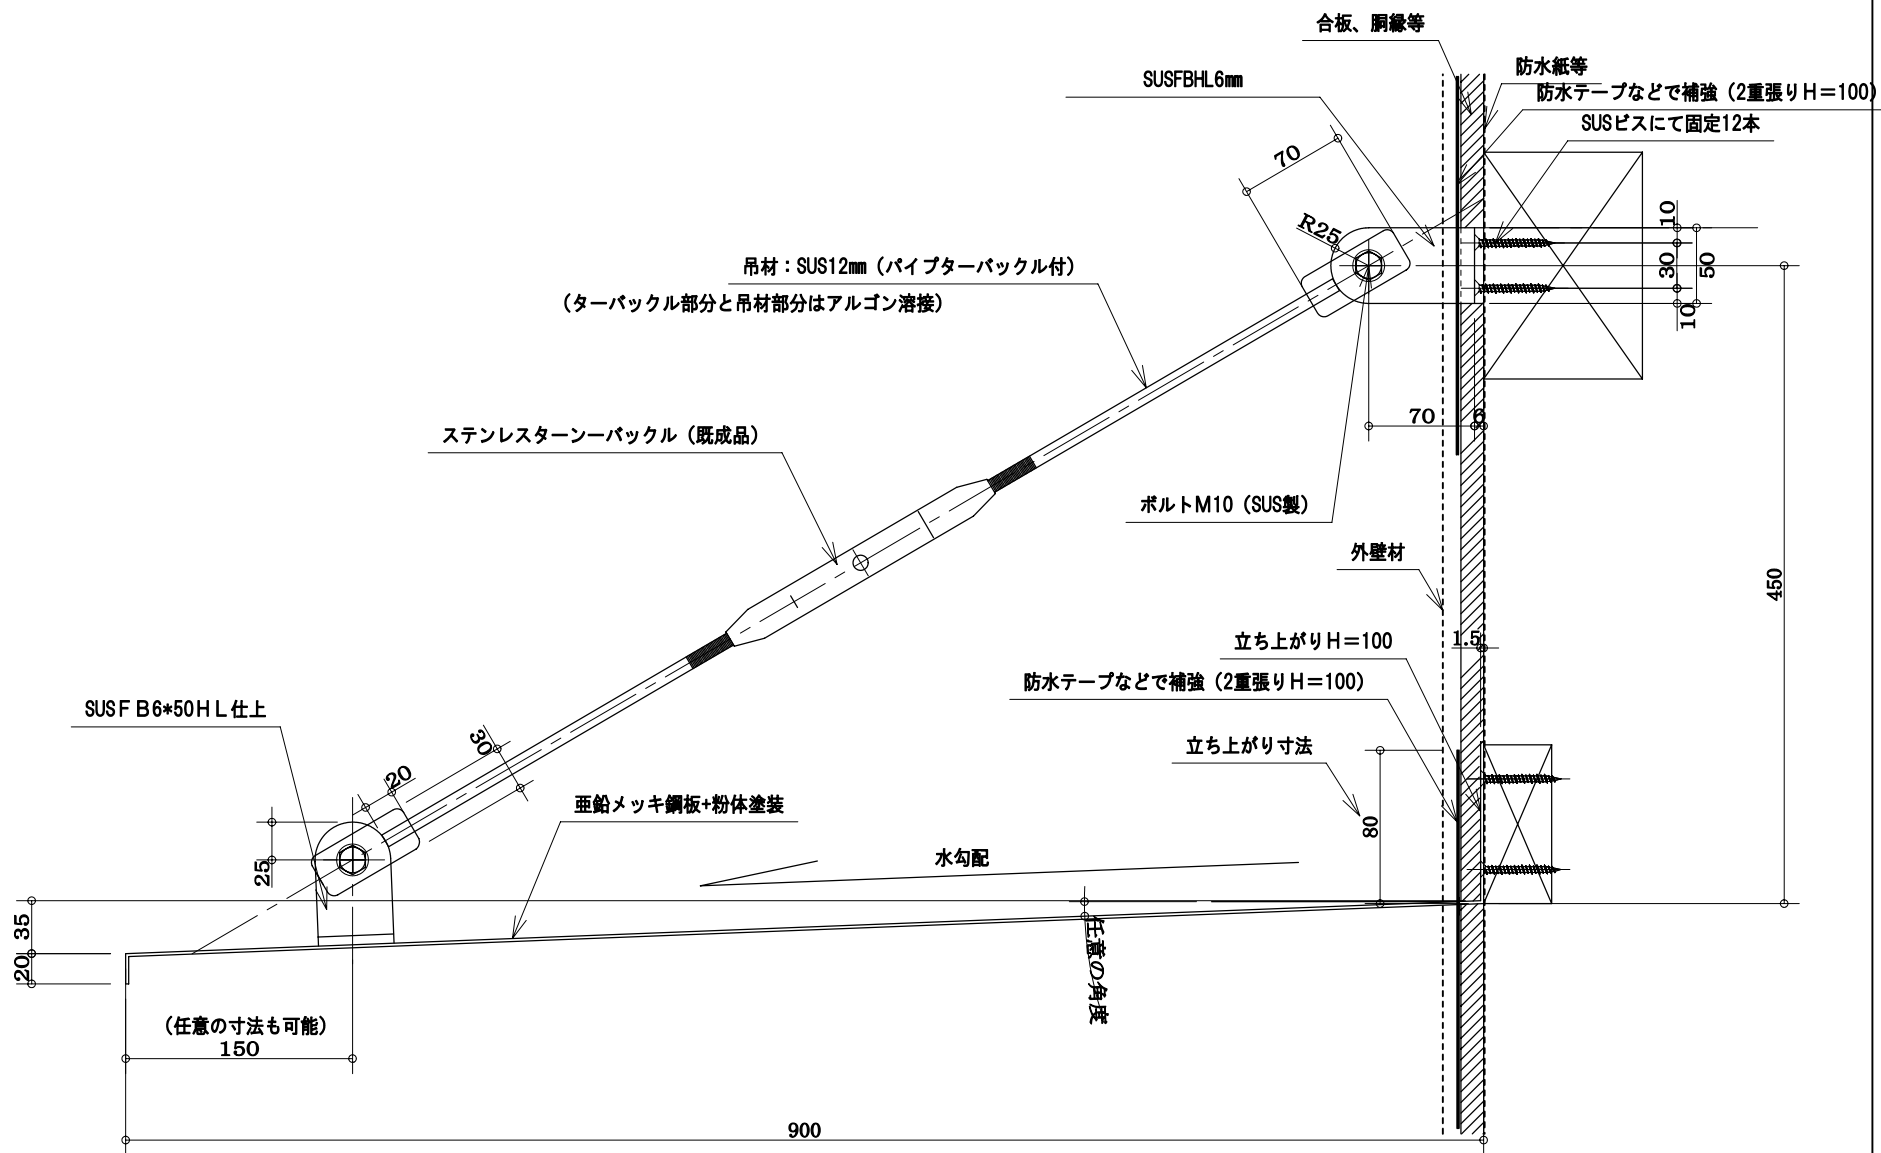 合板、胴縁等
防水紙等
SUSFBHL6mm
防水テープなどで補強（2重張りＨ＝100）
SUSビスにて固定12本
70
R25
10
30
50
10
吊材：SUS12mm（パイプターバックル付）
（ターバックル部分と吊材部分はアルゴン溶接）
70
6
ステンレスターンーバックル（既成品）
ボルトＭ10（SUS製）
外壁材
450
立ち上がりＨ＝100
1.5
防水テープなどで補強（2重張りＨ＝100）
SUSＦＢ6*50ＨＬ仕上
30
立ち上がり寸法
20
亜鉛メッキ鋼板+粉体塗装
80
水勾配
25
35
20
任意の角度
（任意の寸法も可能）
150
900